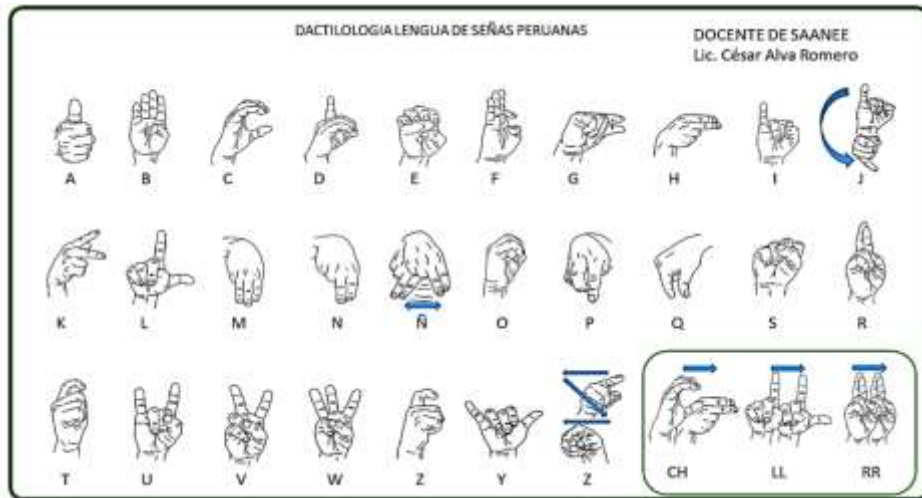 DACTILOLOGIA LENGUA DE SEÑAS PERUANAS
DOCENTE DE SAANEE
Lic. César Alva Romero
A B C D E F G H I J
K L M N Ñ O P Q S R
T U V W Z Y Z
CH LL RR